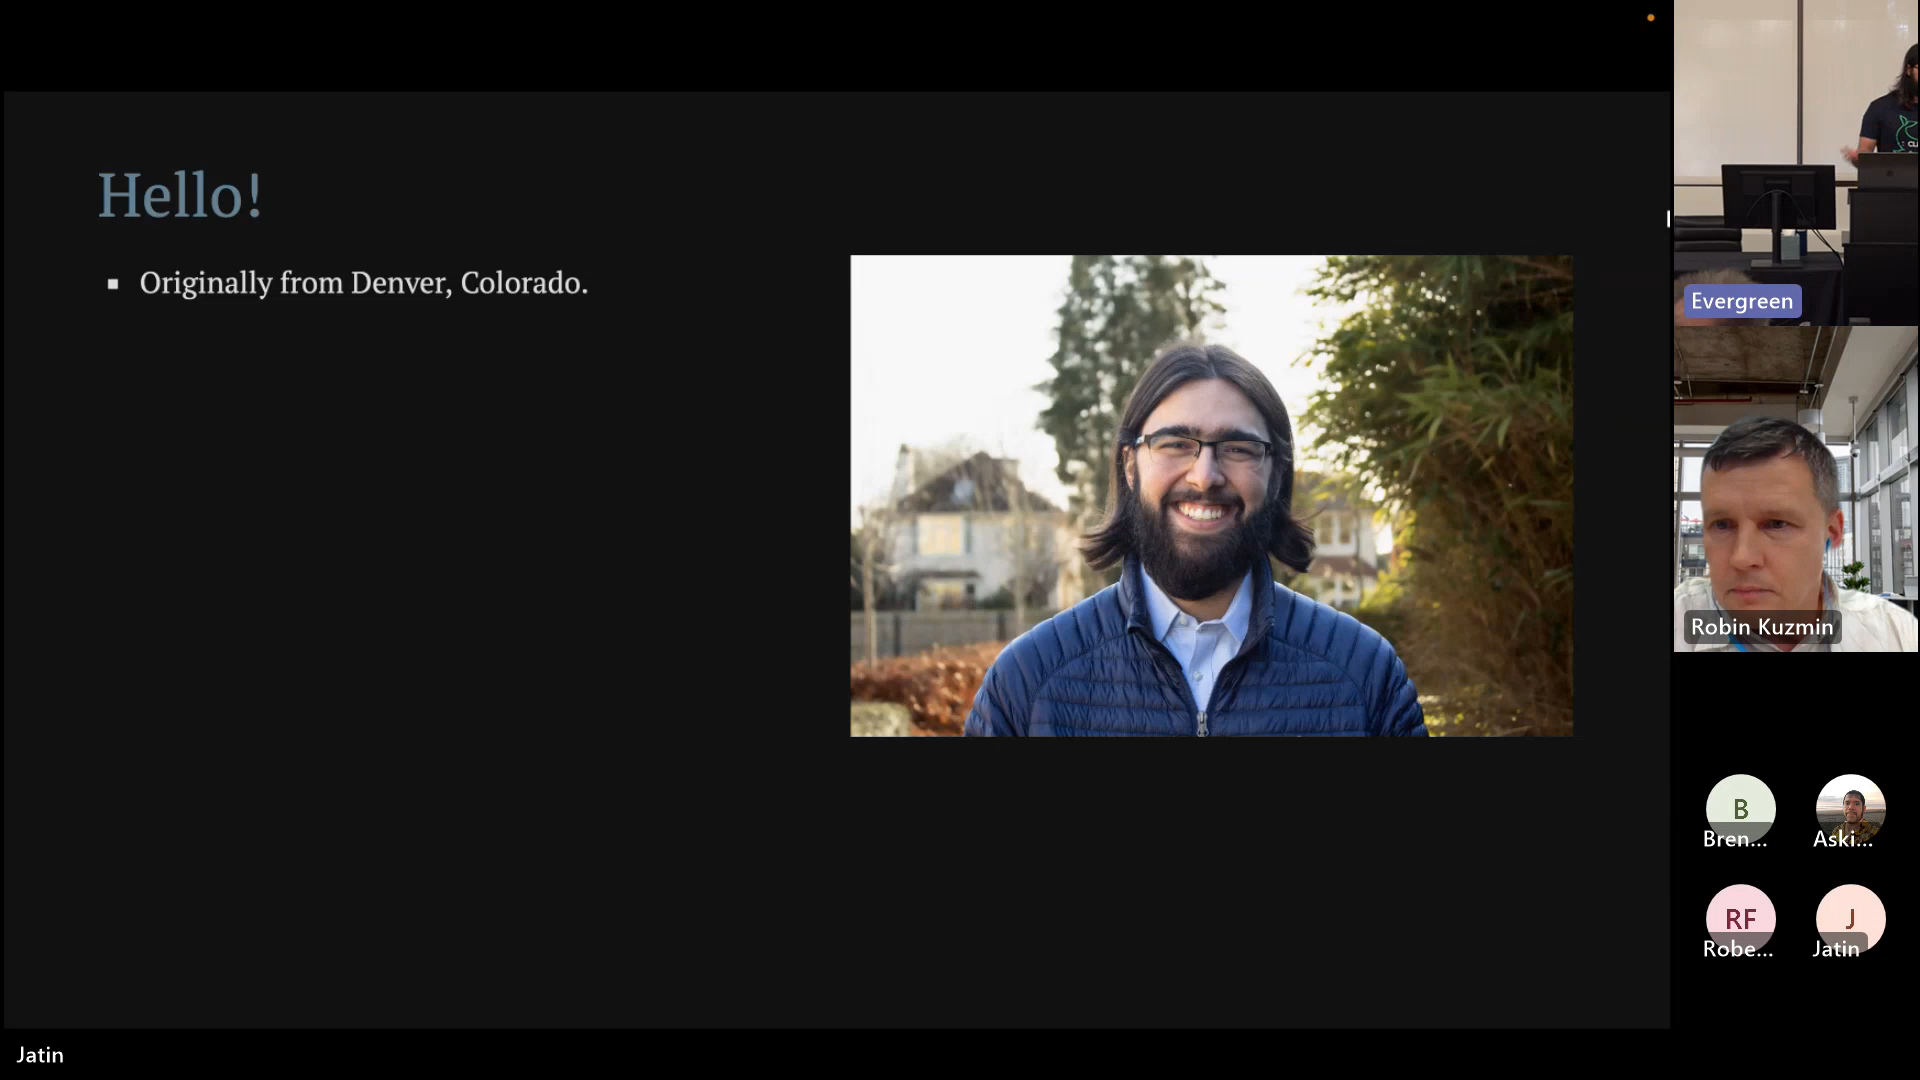 Hello!
▪ Originally from Denver, Colorado.
Evergreen
Robin Kuzmin
B
Bren...
Aski...
RF
Robe...
J
Jatin
Jatin